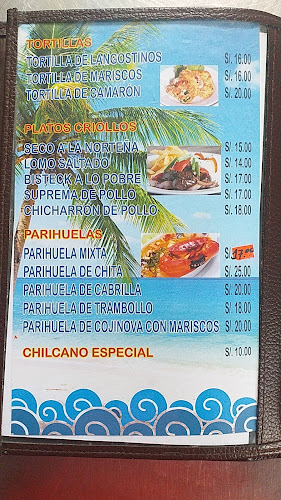 TORTILLAS
TORTILLA DE LANGOSTINOS S/. 16.00
TORTILLA DE MARISCOS S/. 16.00
TORTILLA DE CAMARON S/. 20.00
PLATOS CRIOLLOS
SECO A LA NORTEÑA S/. 15.00
LOMO SALTADO S/. 14.00
BISTECK A LO POBRE S/. 17.00
SUPREMA DE POLLO S/. 17.00
CHICHARRÓN DE POLLO S/. 18.00
PARIHUELAS
PARIHUELA MIXTA S/.
PARIHUELA DE CHITA S/. 25.00
PARIHUELA DE CABRILLA S/. 20.00
PARIHUELA DE TRAMBOLLO S/. 18.00
PARIHUELA DE COJINOVA CON MARISCOS S/. 20.00
CHILCANO ESPECIAL S/. 10.00